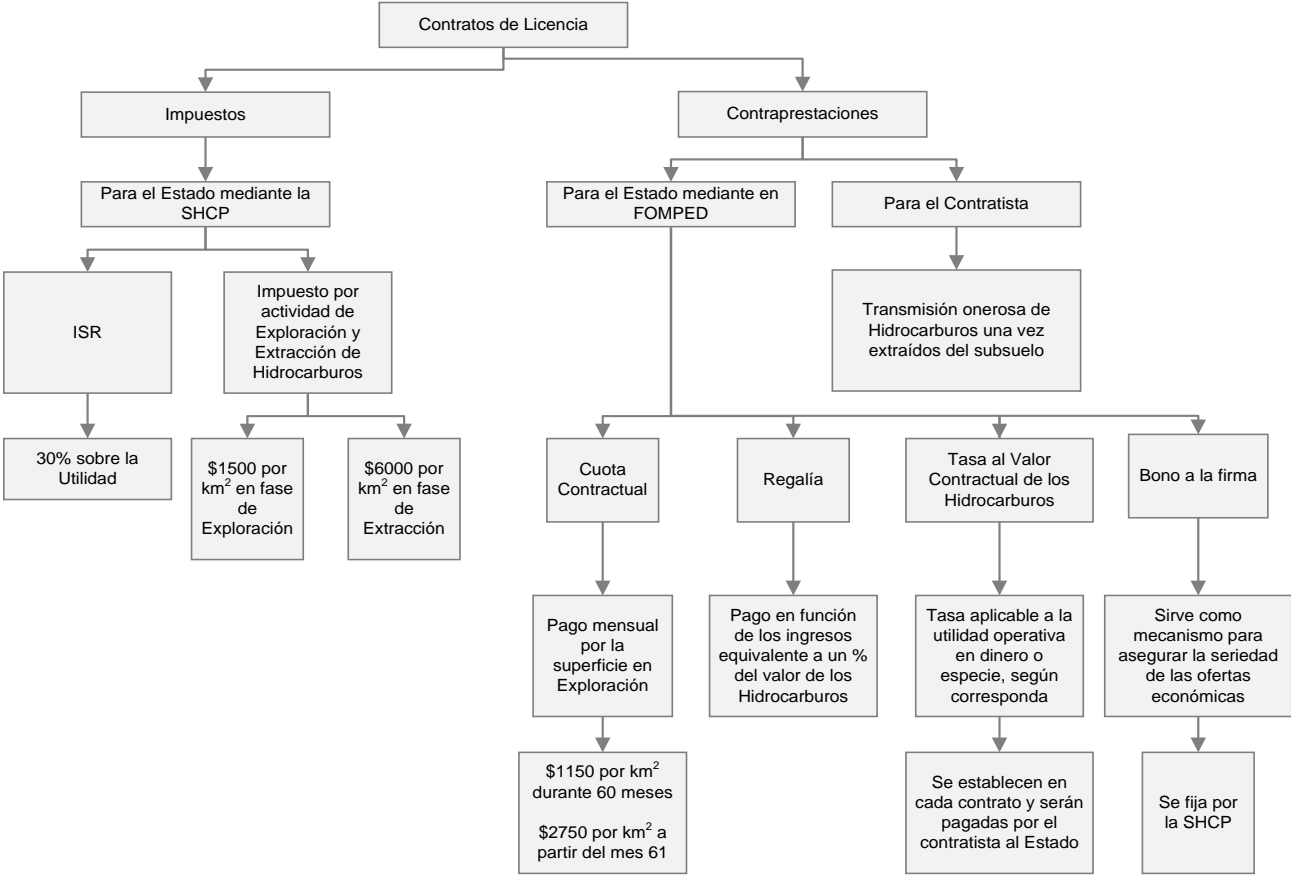 Contratos de Licencia
Impuestos
Contraprestaciones
Para el Estado mediante la
SHCP
Para el Estado mediante en
FOMPED
Para el Contratista
ISR
Impuesto por
actividad de
Exploración y
Extracción de
Hidrocarburos
Transmisión onerosa de
Hidrocarburos una vez
extraídos del subsuelo
30% sobre la
Utilidad
$1500 por
km² en fase
de
Exploración
$6000 por
km² en fase
de
Extracción
Cuota
Contractual
Regalía
Tasa al Valor
Contractual de los
Hidrocarburos
Bono a la firma
Pago mensual
por la
superficie en
Exploración
Pago en función
de los ingresos
equivalente a un %
del valor de los
Hidrocarburos
Tasa aplicable a la
utilidad operativa
en dinero o
especie, según
corresponda
Sirve como
mecanismo para
asegurar la seriedad
de las ofertas
económicas
$1150 por km²
durante 60 meses
$2750 por km² a
partir del mes 61
Se establecen en
cada contrato y serán
pagadas por el
contratista al Estado
Se fija por
la SHCP